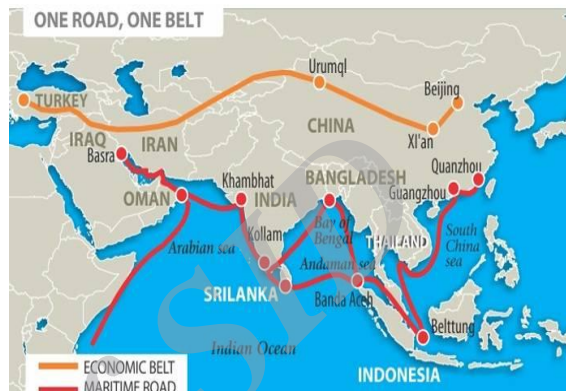 ONE ROAD, ONE BELT
Urumql
Beijing
TURKEY
CHINA
XI'an
IRAQ
IRAN
Basra
Quanzhou
Khambhat
BANGLADESH
Guangzhou
OMAN
INDIA
Bay of
Bengal
South
China
sea
Arabian sea
Kollam
THAILAND
Andaman sea
SRILANKA
Banda Aceh
Belttung
Indian Ocean
INDONESIA
ECONOMIC BELT
MARITIME ROAD